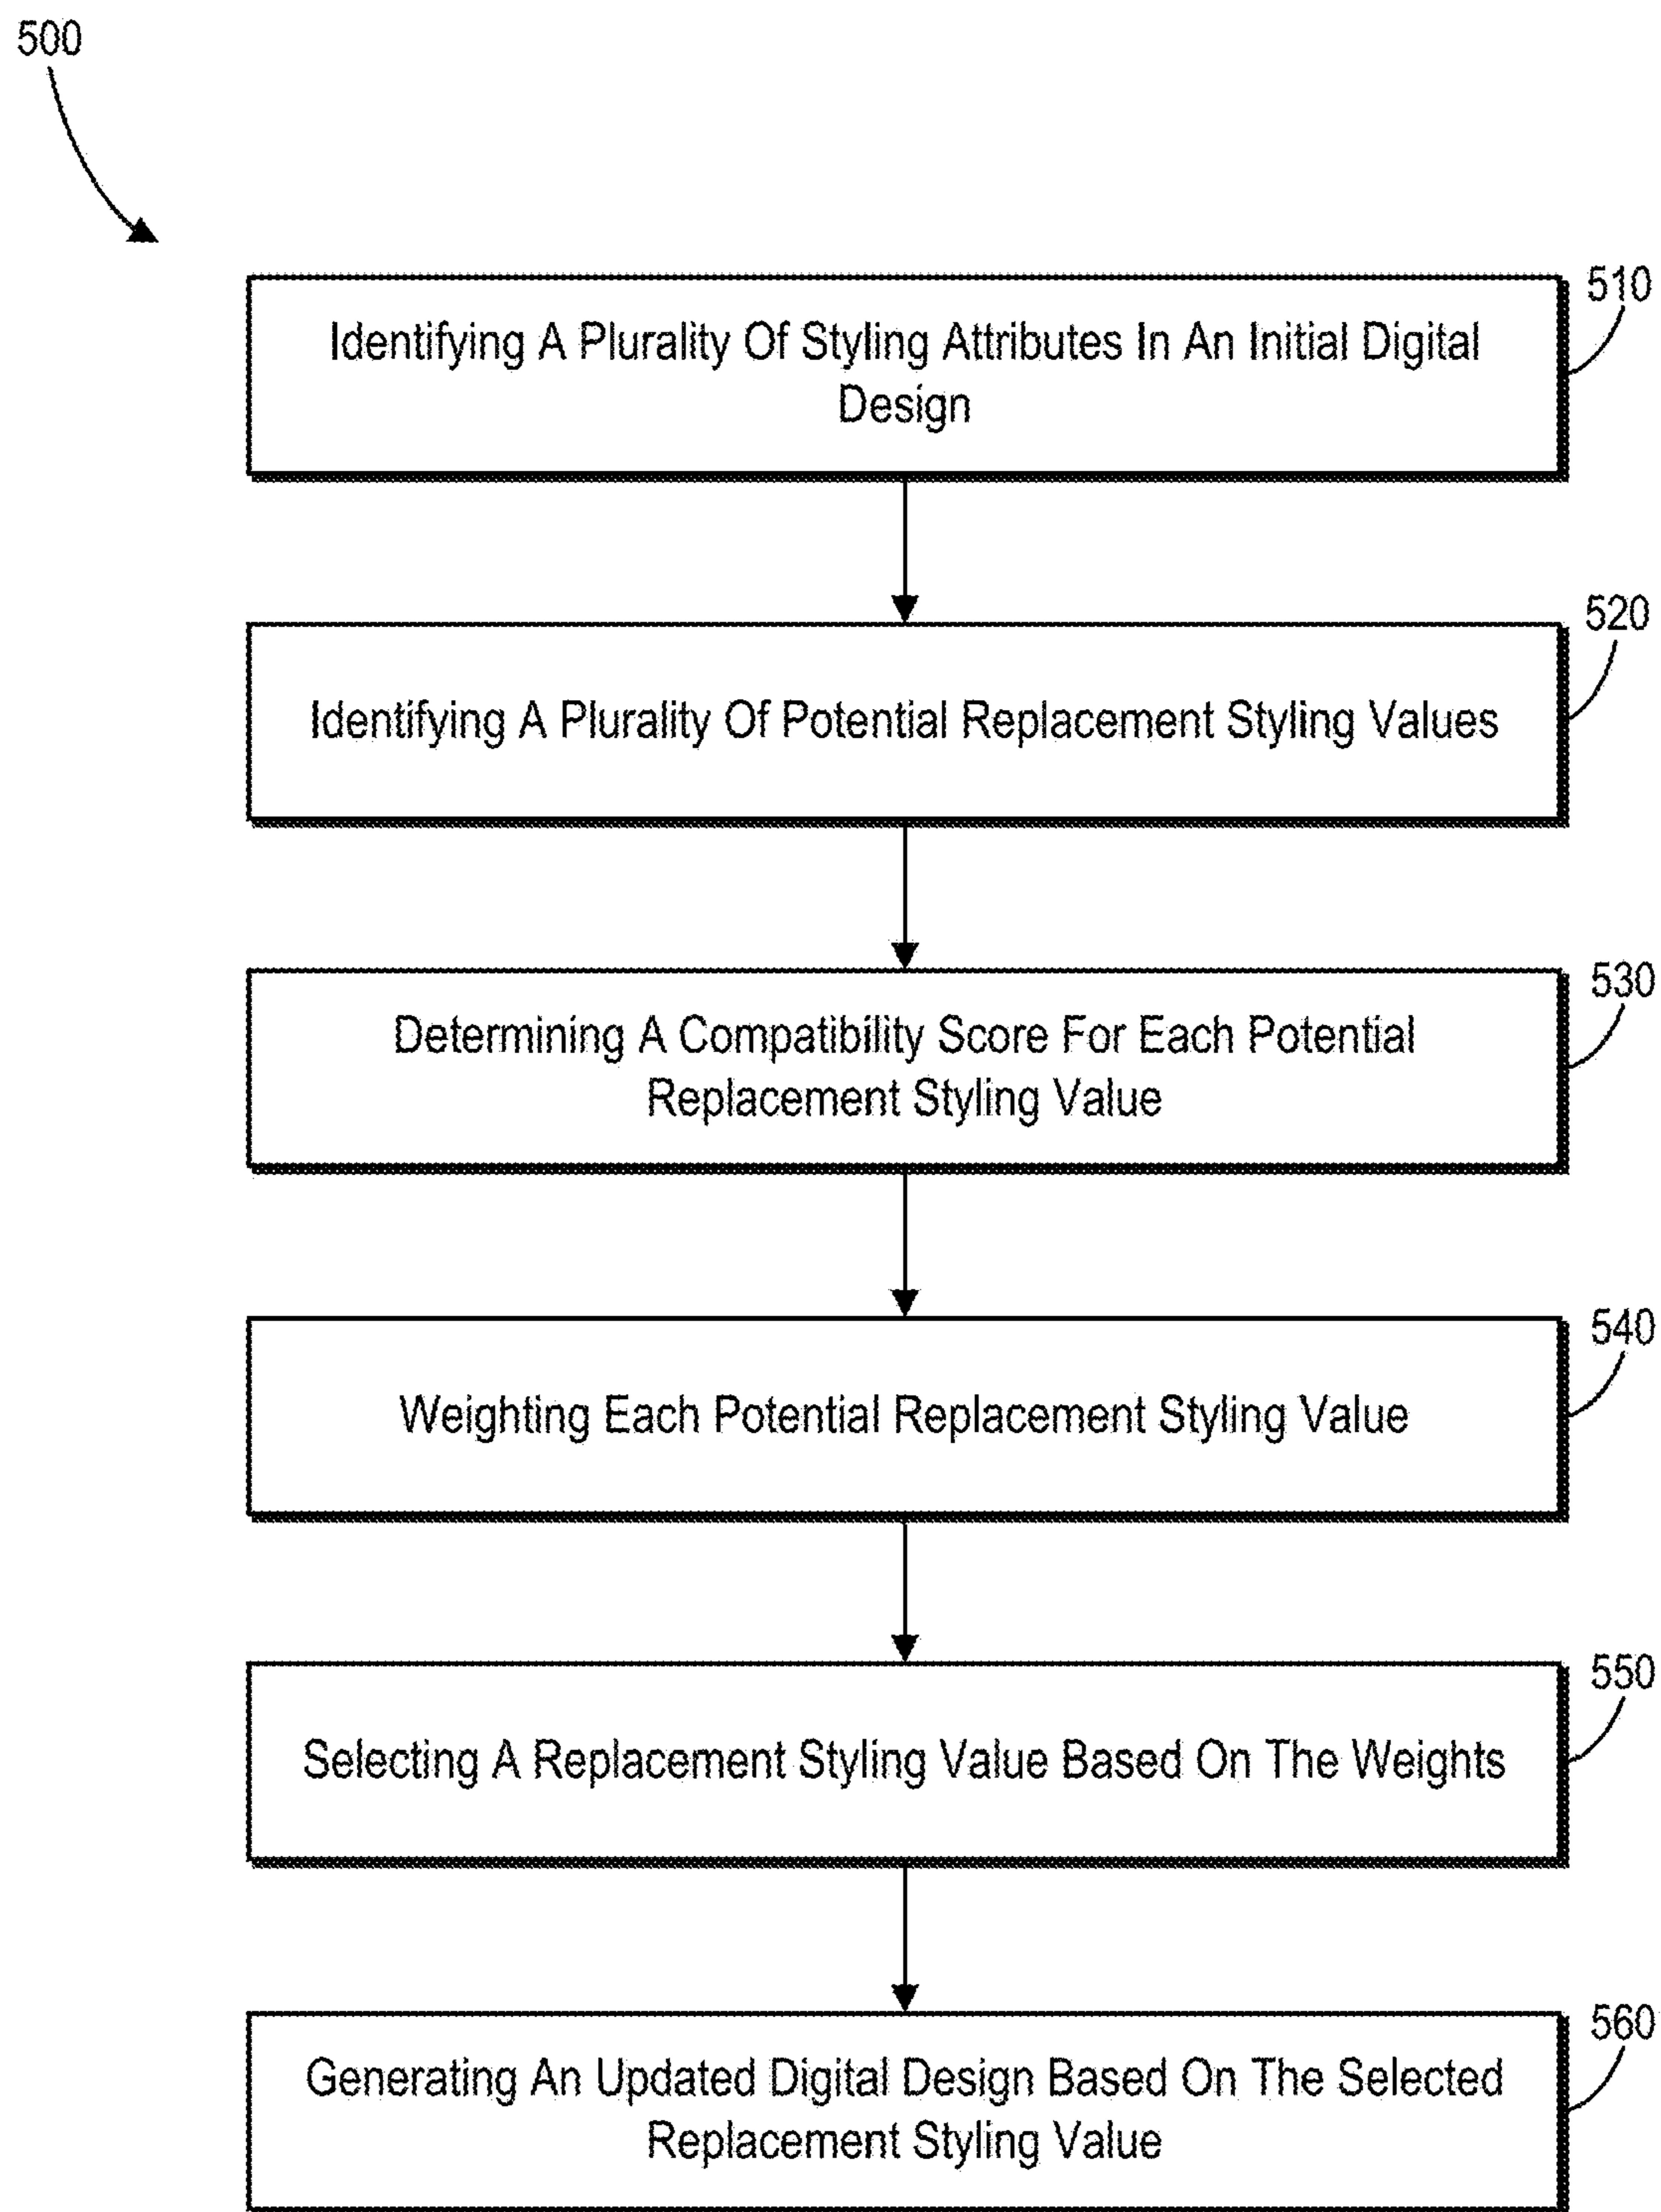 500
510
Identifying A Plurality Of Styling Attributes In An Initial Digital
Design
520
Identifying A Plurality Of Potential Replacement Styling Values
530
Determining A Compatibility Score For Each Potential
Replacement Styling Value
540
Weighting Each Potential Replacement Styling Value
550
Selecting A Replacement Styling Value Based On The Weights
560
Generating An Updated Digital Design Based On The Selected
Replacement Styling Value